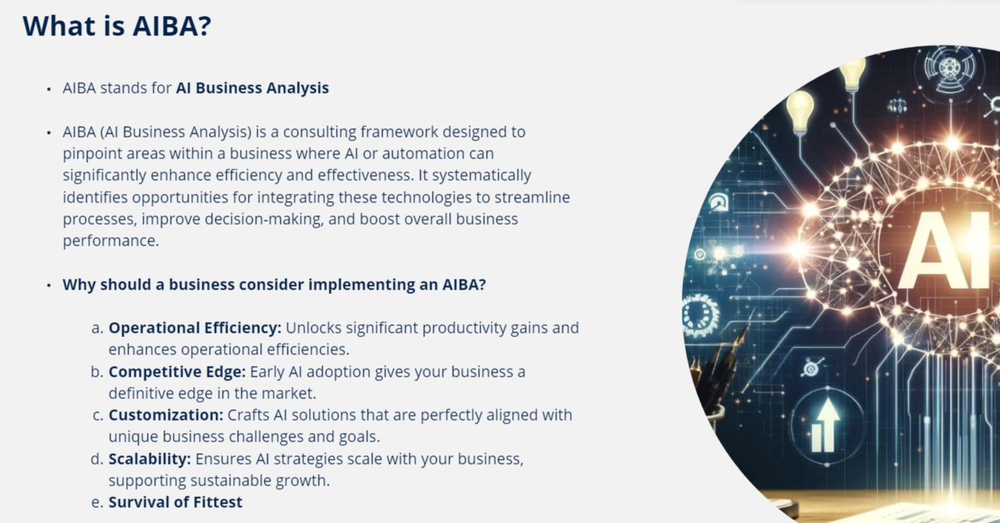 What is AIBA?
• AIBA stands for AI Business Analysis
• AIBA (AI Business Analysis) is a consulting framework designed to
pinpoint areas within a business where AI or automation can
significantly enhance efficiency and effectiveness. It systematically
identifies opportunities for integrating these technologies to streamline
processes, improve decision-making, and boost overall business
performance.
• Why should a business consider implementing an AIBA?
a. Operational Efficiency: Unlocks significant productivity gains and
enhances operational efficiencies.
b. Competitive Edge: Early AI adoption gives your business a
definitive edge in the market.
c. Customization: Crafts AI solutions that are perfectly aligned with
unique business challenges and goals.
d. Scalability: Ensures AI strategies scale with your business,
supporting sustainable growth.
e. Survival of Fittest
AI